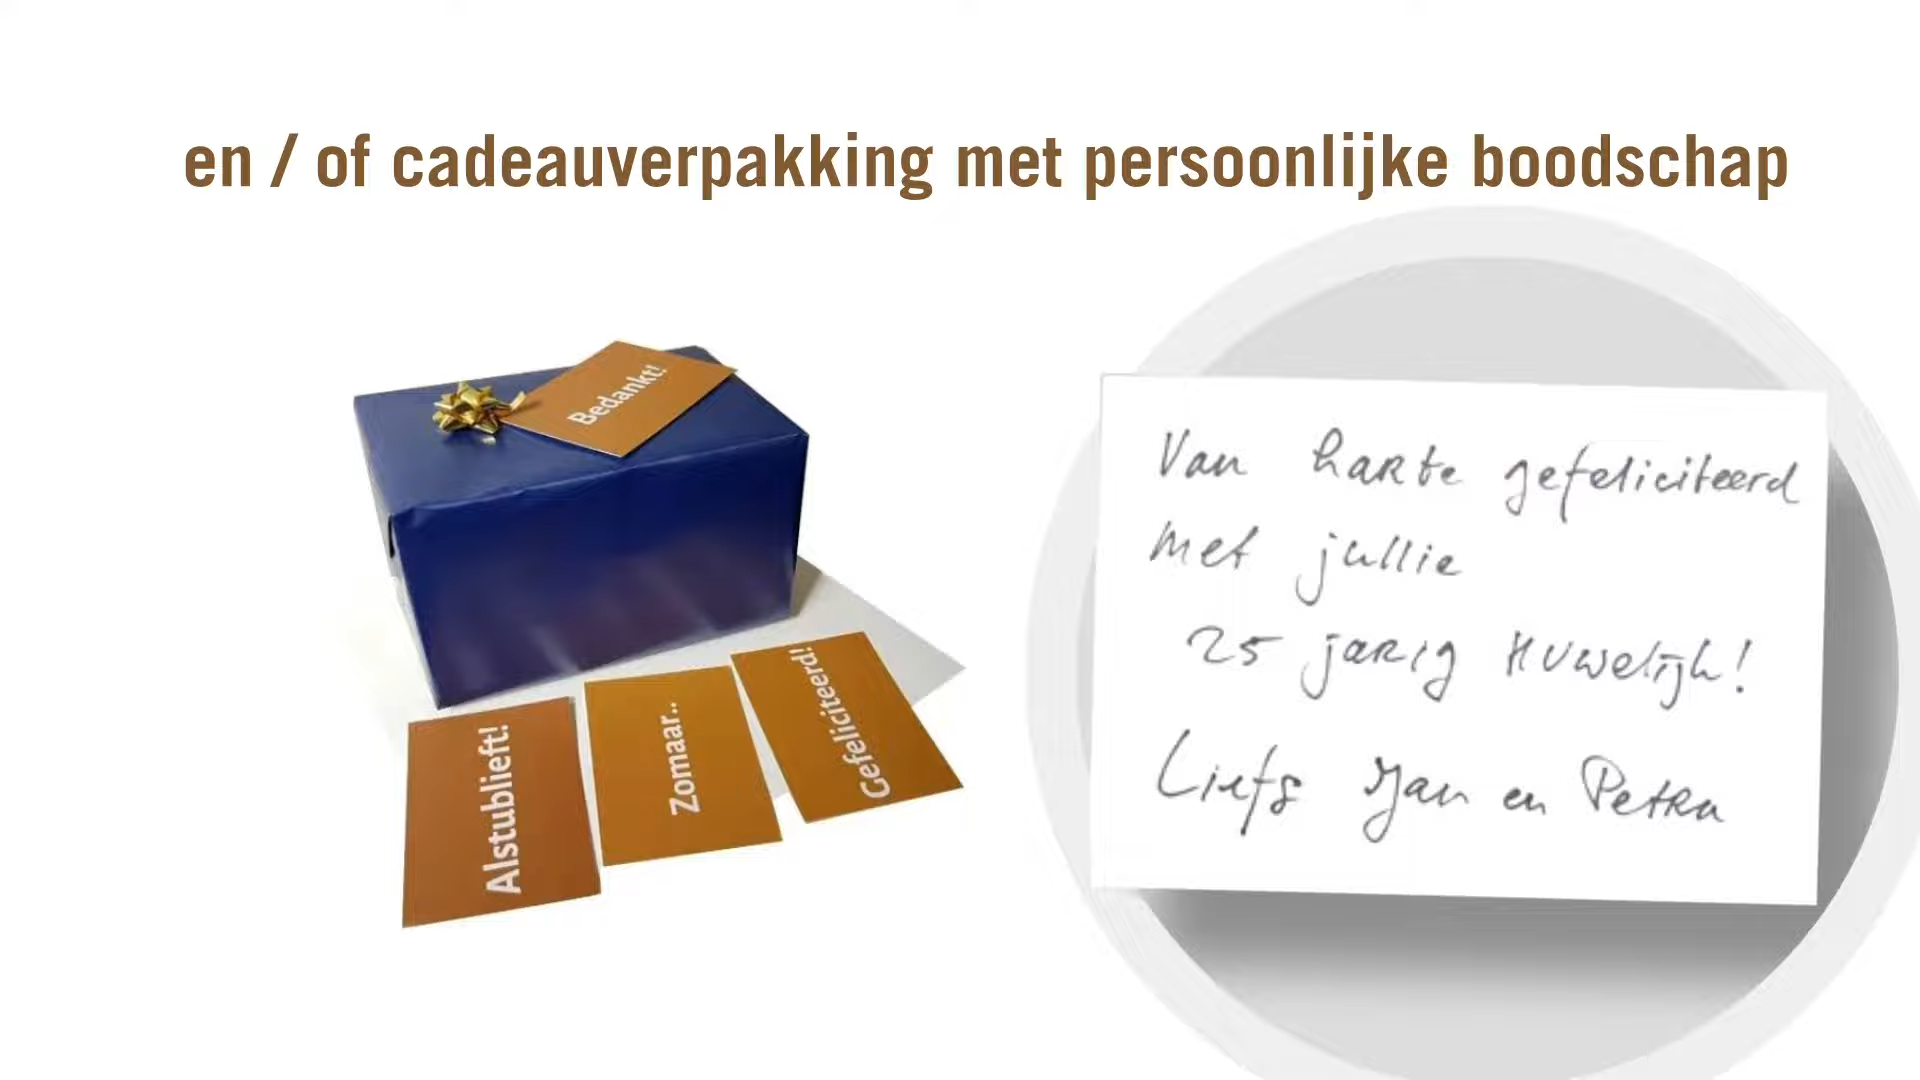 en / of cadeauverpakking met persoonlijke boodschap
Bedankt!
Alstublieft!
Zomaar..
Gefeliciteerd!
Van harte gefeliciteerd
met jullie
25 jarig Huwelijk!
Liefs Jan en Petra